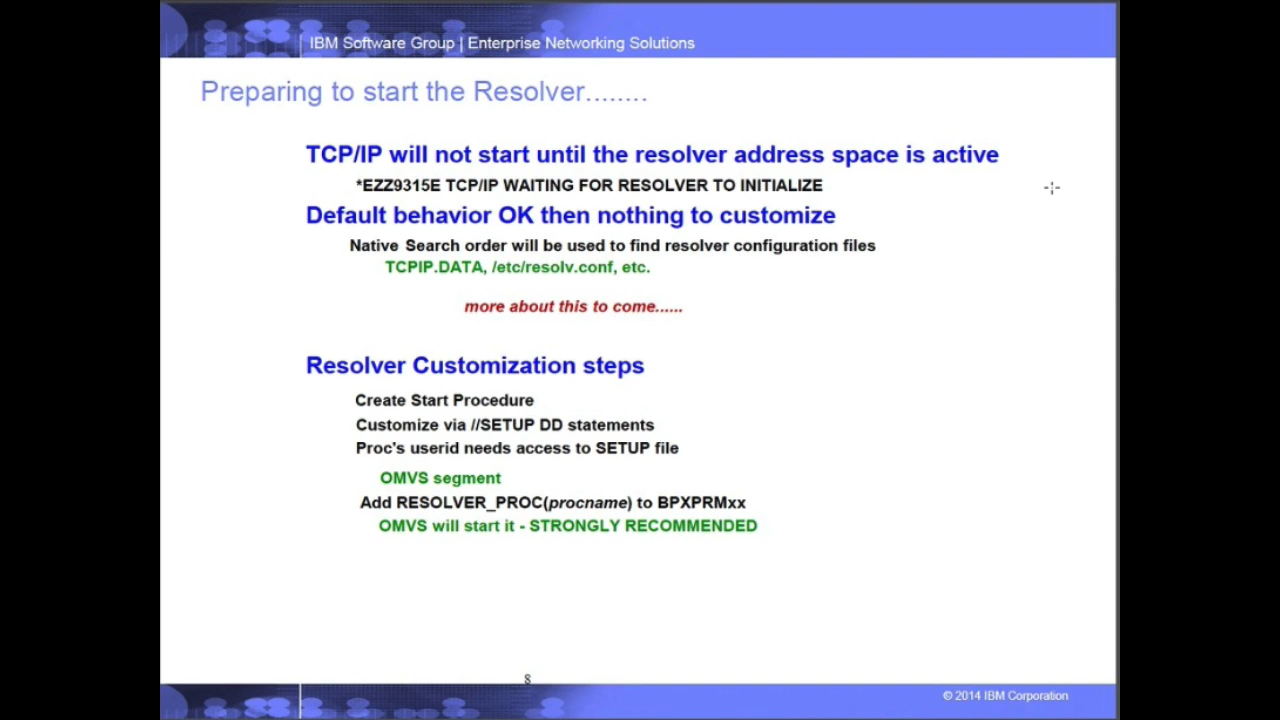 IBM Software Group | Enterprise Networking Solutions
Preparing to start the Resolver........
TCP/IP will not start until the resolver address space is active
*EZZ9315E TCP/IP WAITING FOR RESOLVER TO INITIALIZE
Default behavior OK then nothing to customize
Native Search order will be used to find resolver configuration files
TCPIP.DATA, /etc/resolv.conf, etc.
more about this to come......
Resolver Customization steps
Create Start Procedure
Customize via //SETUP DD statements
Proc's userid needs access to SETUP file
OMVS segment
Add RESOLVER_PROC(procname) to BPXPRMxx
OMVS will start it - STRONGLY RECOMMENDED
8
© 2014 IBM Corporation